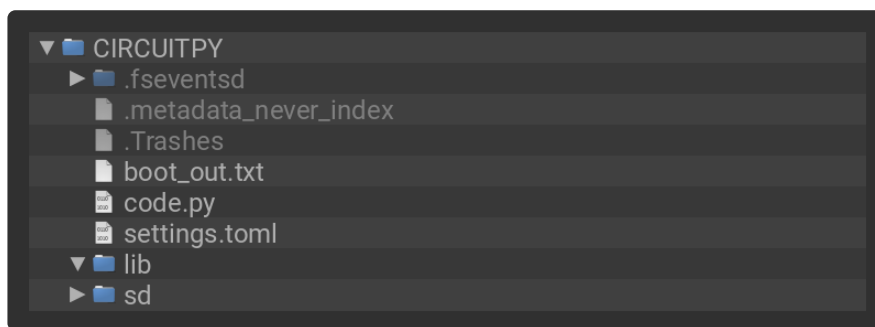 CIRCUITPY
.fseventsd
.metadata_never_index
.Trashes
boot_out.txt
code.py
settings.toml
lib
sd